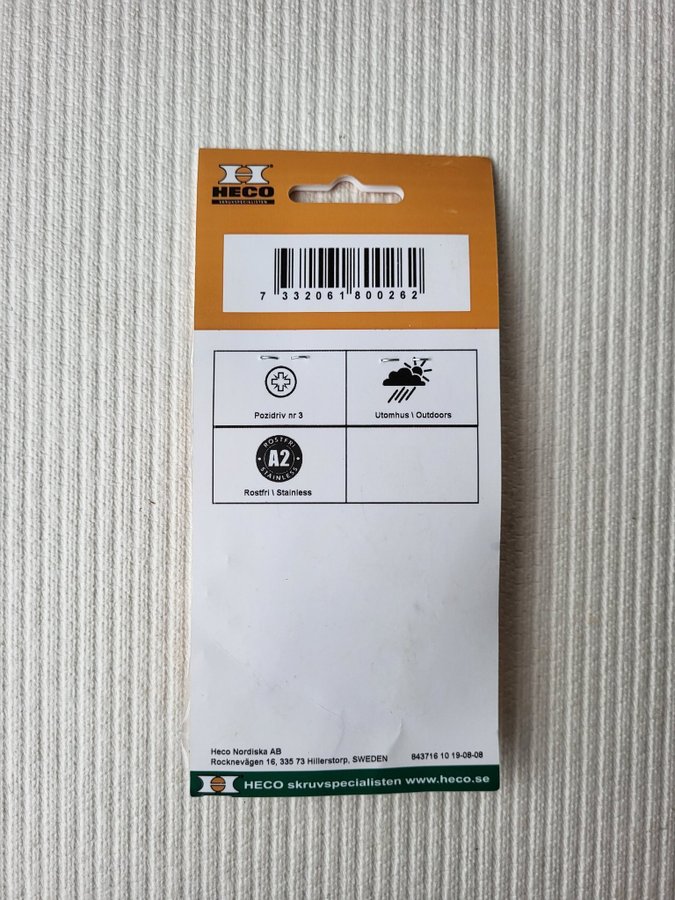 HECO
SKRUVSPECIALISTEN
7 332061 800262
Pozidriv nr 3
Utomhus \ Outdoors
ROSTFRI
A2
STAINLESS
Rostfri \ Stainless
Heco Nordiska AB
Rocknevägen 16, 335 73 Hillerstorp, SWEDEN 843716 10 19-08-08
HECO skruvspecialisten www.heco.se